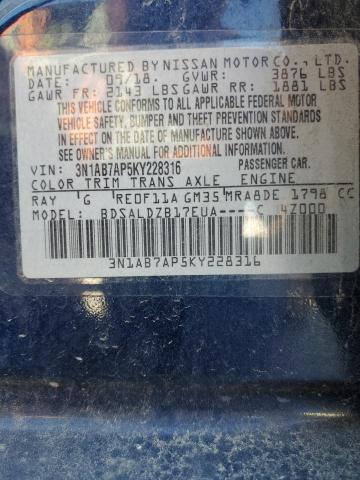 MANUFACTURED BY NISSAN MOTOR CO., LTD.
DATE: 09/18 GVWR: 3876 LBS
GAWR FR: 2143 LBS GAWR RR: 1881 LBS
THIS VEHICLE CONFORMS TO ALL APPLICABLE FEDERAL MOTOR
VEHICLE SAFETY, BUMPER AND THEFT PREVENTION STANDARDS
IN EFFECT ON THE DATE OF MANUFACTURE SHOWN ABOVE.
SEE OWNER'S MANUAL FOR ADDITIONAL INFORMATION.
VIN: 3N1AB7AP5KY228316 PASSENGER CAR.
COLOR TRIM TRANS AXLE ENGINE
RAY G RE0F11A GM35 MRA8DE 1798 CC
MODEL: BDSALDZB17EUA----C 47000
3N1AB7AP5KY228316